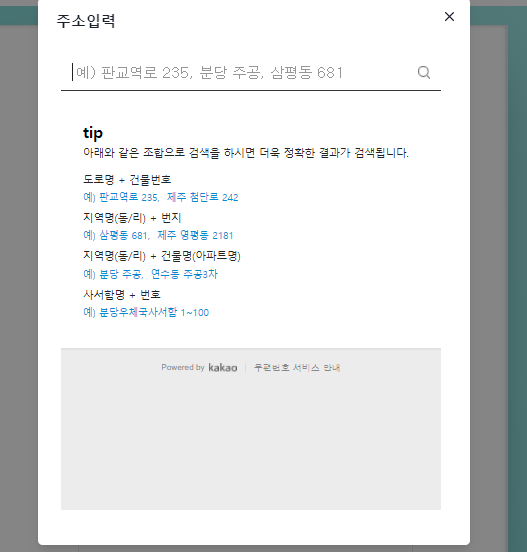 주소입력
예) 판교역로 235, 분당 주공, 삼평동 681
tip
아래와 같은 조합으로 검색을 하시면 더욱 정확한 결과가 검색됩니다.
도로명 + 건물번호
예) 판교역로 235, 제주 첨단로 242
지역명(동/리) + 번지
예) 삼평동 681, 제주 영평동 2181
지역명(동/리) + 건물명(아파트명)
예) 분당 주공, 연수동 주공3차
사서함명 + 번호
예) 분당우체국사서함 1~100
Powered by kakao | 우편번호 서비스 안내